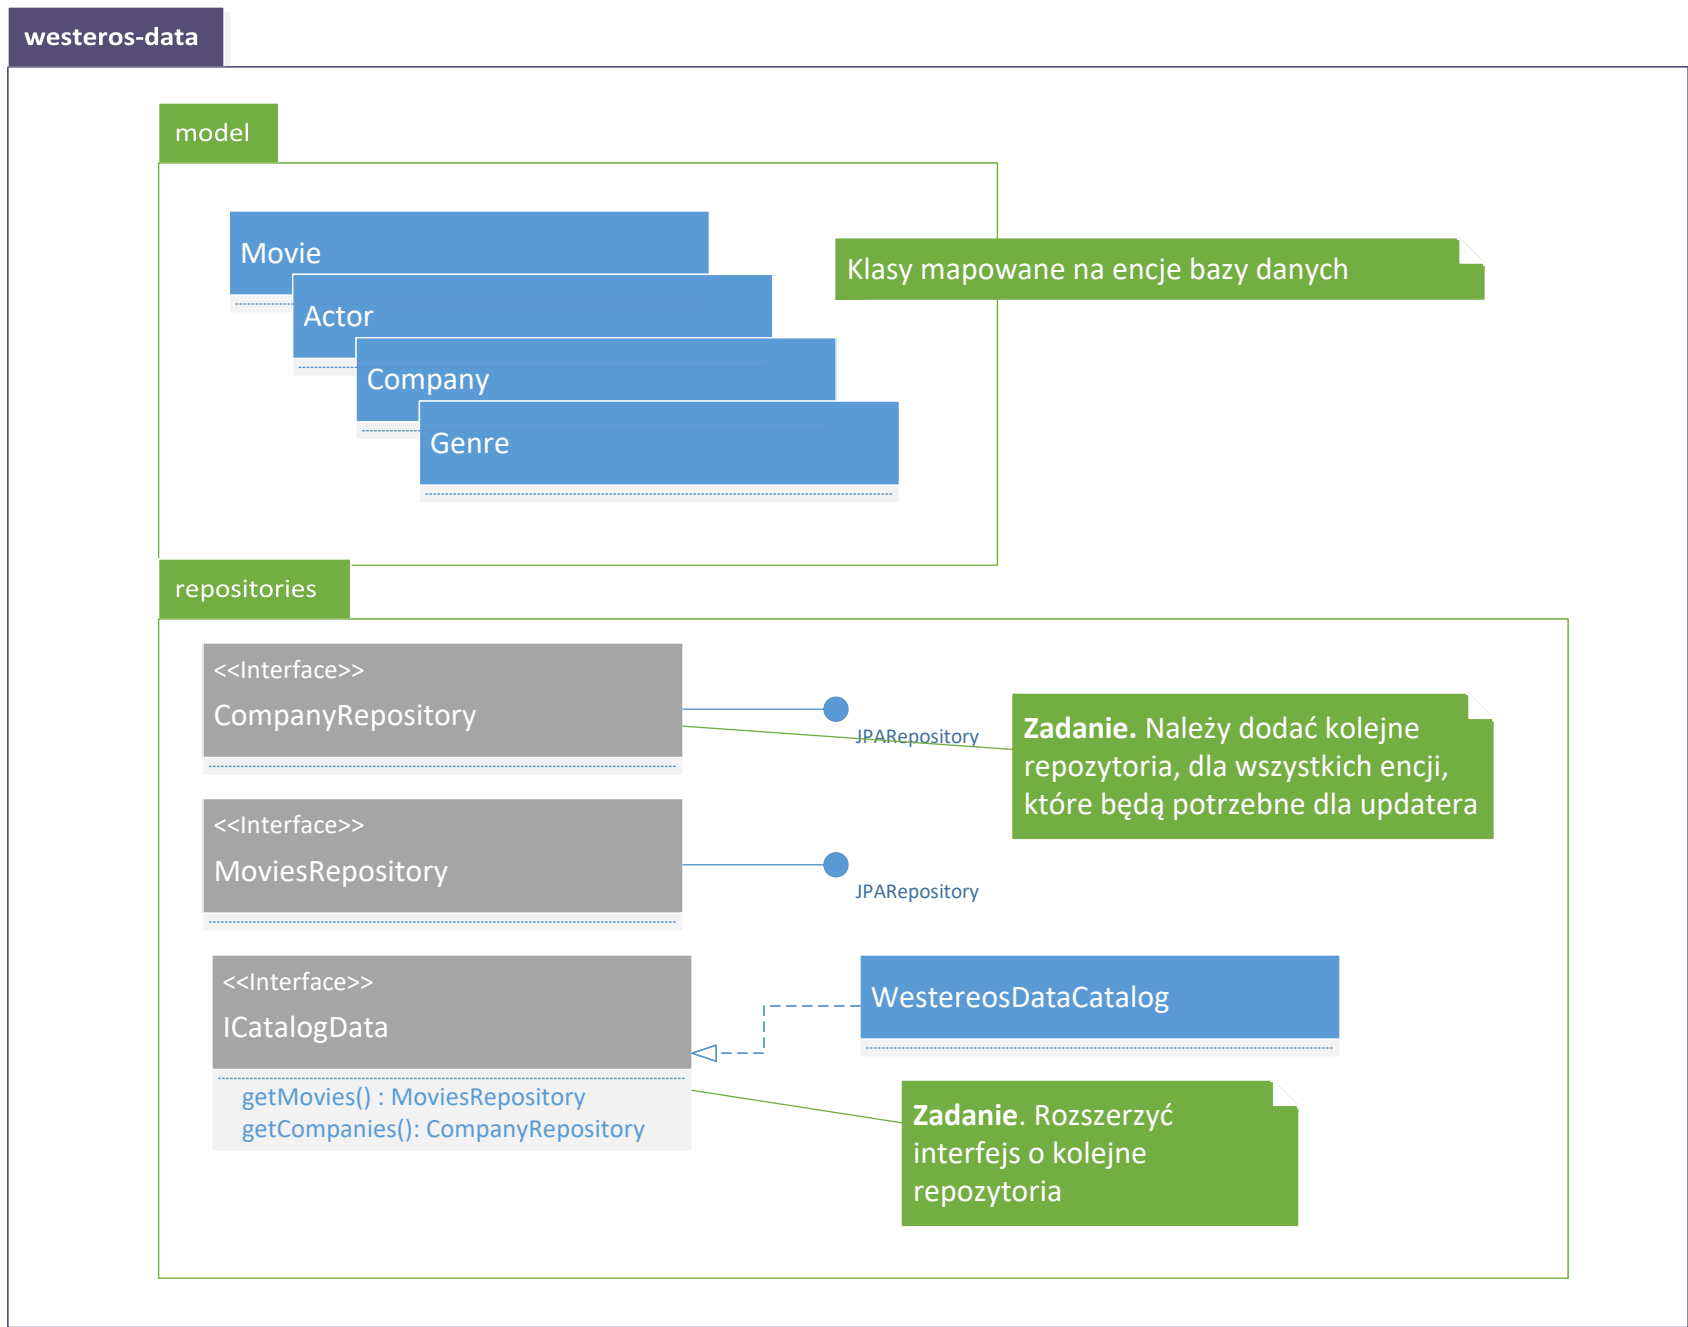 westeros-data
model
Movie
Actor
Company
Genre
Klasy mapowane na encje bazy danych
repositories
<<Interface>>
CompanyRepository
JPARepository
Zadanie. Należy dodać kolejne
repozytoria, dla wszystkich encji,
które będą potrzebne dla updatera
<<Interface>>
MoviesRepository
JPARepository
<<Interface>>
ICatalogData
getMovies() : MoviesRepository
getCompanies(): CompanyRepository
WestereosDataCatalog
Zadanie. Rozszerzyć
interfejs o kolejne
repozytoria